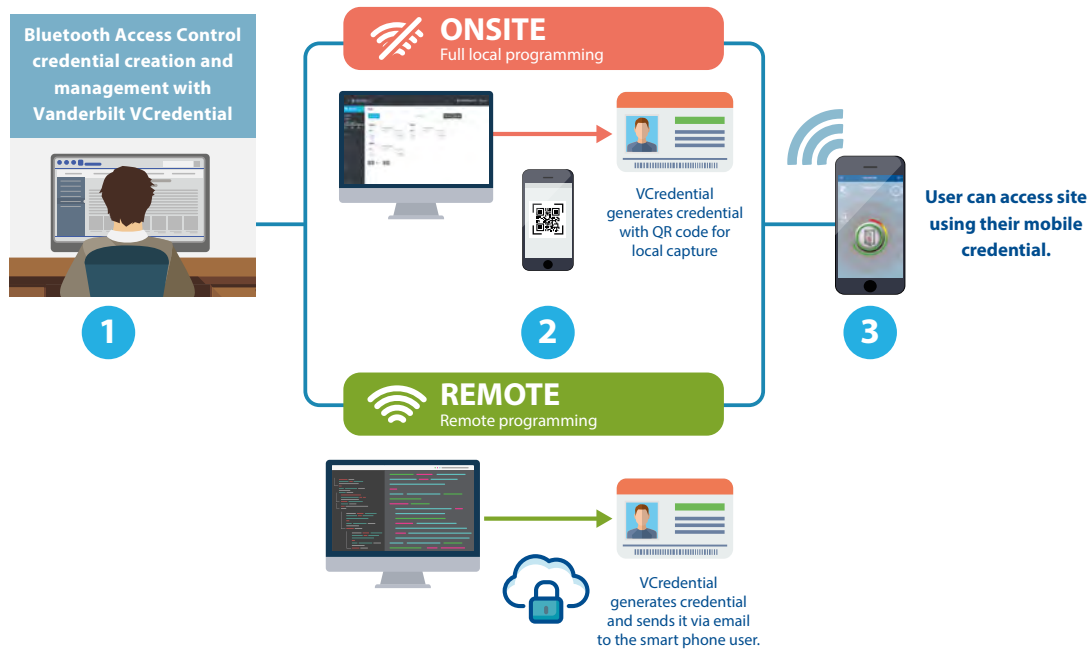 Bluetooth Access Control
credential creation and
management with
Vanderbilt VCredential
1
ONSITE
Full local programming
VCredential
generates credential
with QR code for
local capture
2
REMOTE
Remote programming
VCredential
generates credential
and sends it via email
to the smart phone user.
User can access site
using their mobile
credential.
3